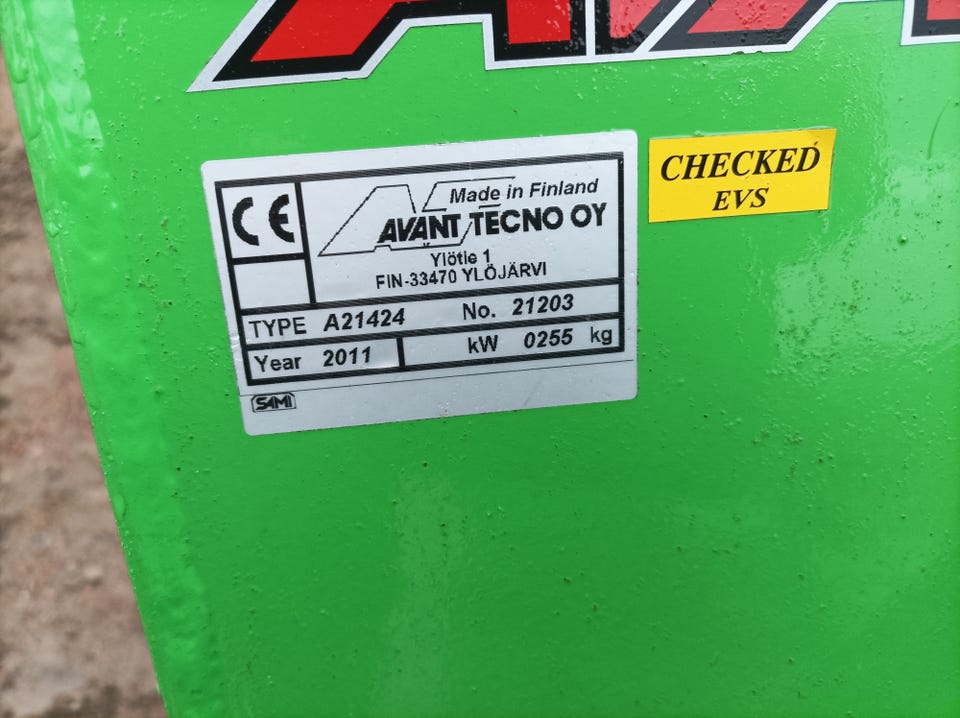 CE
Made in Finland
AVANT TECNO OY
Ylötie 1
FIN-33470 YLÖJÄRVI
TYPE A21424 No. 21203
Year 2011 kW 0255 kg
SAMI
CHECKED
EVS